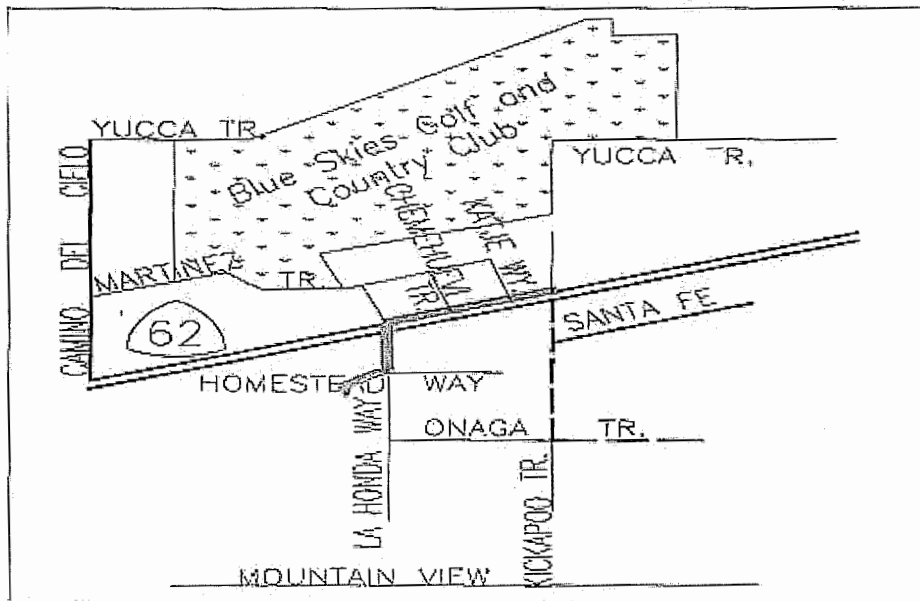 YUCCA TR.
Blue Skies Golf and
Country Club
YUCCA TR.
CAMINO DEL CIELO
CHEMEHUEVI TR.
KATJE WY.
MARTINEZ TR.
62
SANTA FE
HOMESTEAD WAY
LA HONDA WAY
ONAGA TR.
KICKAPOO TR.
MOUNTAIN VIEW